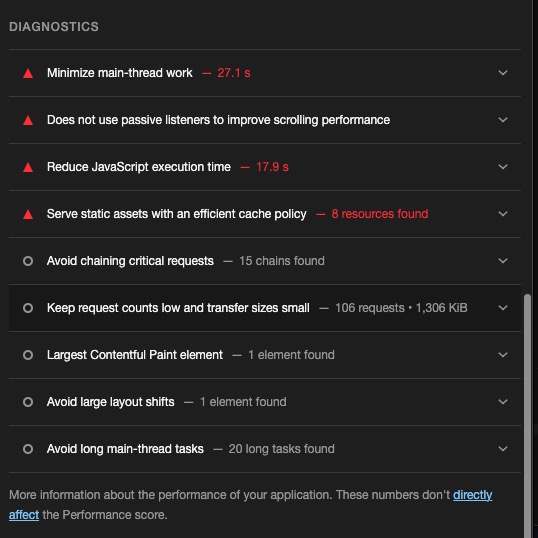 DIAGNOSTICS
Minimize main-thread work — 27.1 s
Does not use passive listeners to improve scrolling performance
Reduce JavaScript execution time — 17.9 s
Serve static assets with an efficient cache policy — 8 resources found
Avoid chaining critical requests — 15 chains found
Keep request counts low and transfer sizes small — 106 requests • 1,306 KiB
Largest Contentful Paint element — 1 element found
Avoid large layout shifts — 1 element found
Avoid long main-thread tasks — 20 long tasks found
More information about the performance of your application. These numbers don't directly
affect the Performance score.